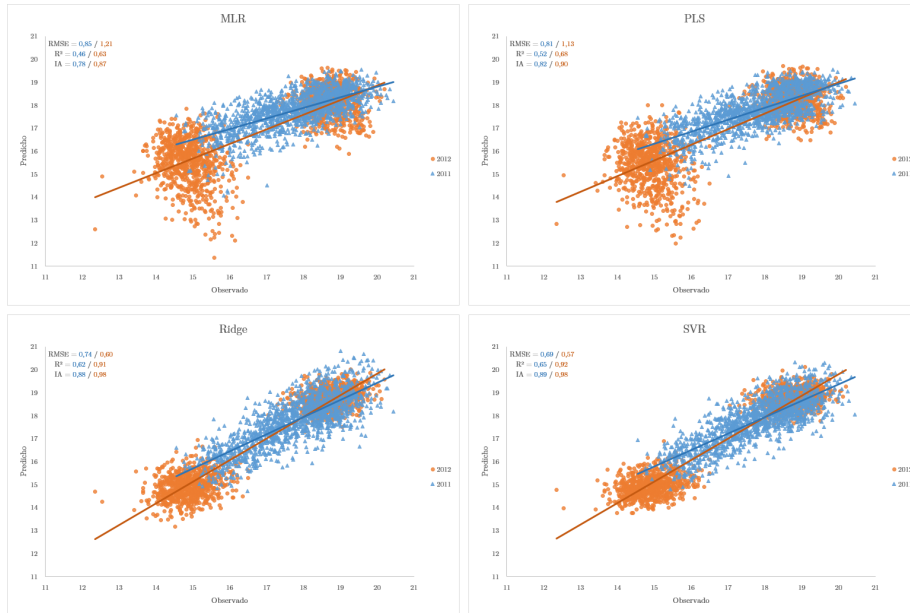 MLR
RMSE = 0,85 / 1,21
R² = 0,46 / 0,63
IA = 0,78 / 0,87
21
20
19
18
17
16
15
14
13
12
11
Predicho
11 12 13 14 15 16 17 18 19 20 21
Observado
2012
2011
PLS
RMSE = 0,81 / 1,13
R² = 0,52 / 0,68
IA = 0,82 / 0,90
21
20
19
18
17
16
15
14
13
12
11
Predicho
11 12 13 14 15 16 17 18 19 20 21
Observado
2012
2011
Ridge
RMSE = 0,74 / 0,60
R² = 0,62 / 0,91
IA = 0,88 / 0,98
21
20
19
18
17
16
15
14
13
12
11
Predicho
11 12 13 14 15 16 17 18 19 20 21
Observado
2012
2011
SVR
RMSE = 0,69 / 0,57
R² = 0,65 / 0,92
IA = 0,89 / 0,98
21
20
19
18
17
16
15
14
13
12
11
Predicho
11 12 13 14 15 16 17 18 19 20 21
Observado
2012
2011